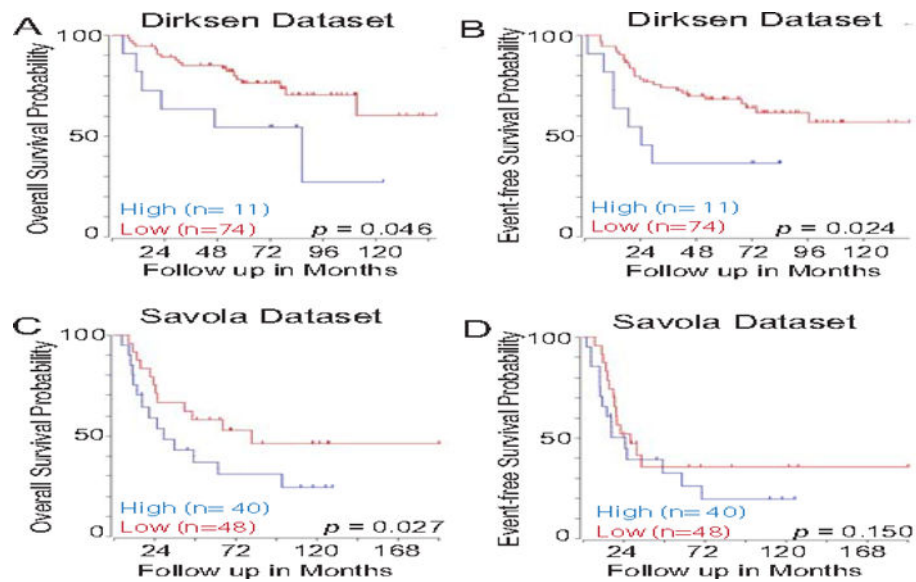 A
Dirksen Dataset
Overall Survival Probability
100
50
0
High (n= 11)
Low (n=74)
p = 0.046
24 48 72 96 120
Follow up in Months
B
Dirksen Dataset
Event-free Survival Probability
100
50
0
High (n= 11)
Low (n=74)
p = 0.024
24 48 72 96 120
Follow up in Months
C
Savola Dataset
Overall Survival Probability
100
50
0
High (n= 40)
Low (n=48)
p = 0.027
24 72 120 168
Follow up in Months
D
Savola Dataset
Event-free Survival Probability
100
50
0
High (n= 40)
Low (n=48)
p = 0.150
24 72 120 168
Follow up in Months